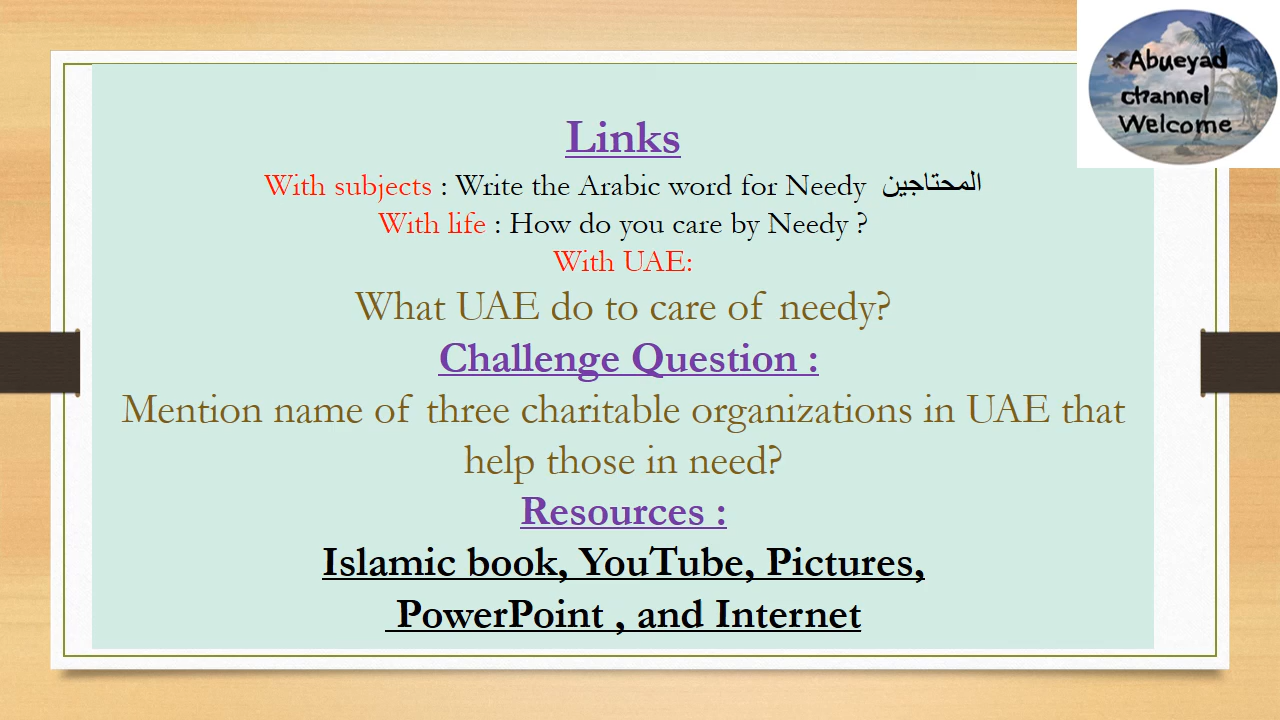 Abueyad
channel
Welcome
Links
With subjects : Write the Arabic word for Needy المحتاجين
With life : How do you care by Needy ?
With UAE:
What UAE do to care of needy?
Challenge Question :
Mention name of three charitable organizations in UAE that
help those in need?
Resources :
Islamic book, YouTube, Pictures,
PowerPoint , and Internet